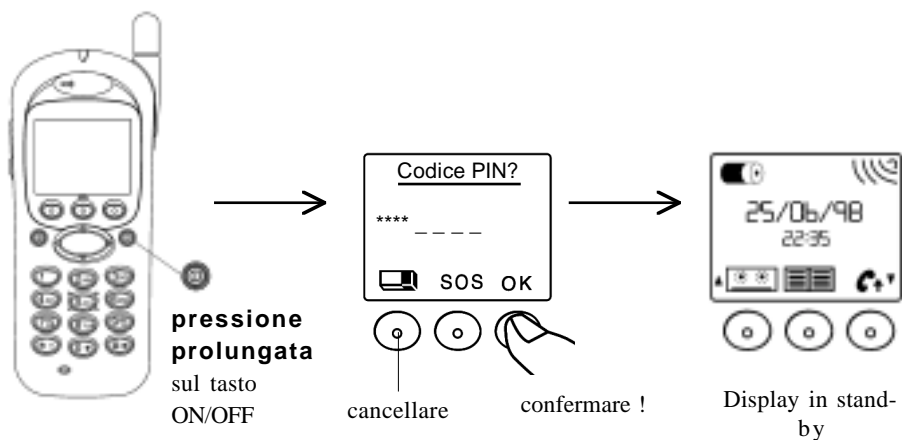 pressione
prolungata
sul tasto
ON/OFF
Codice PIN?
**** _ _ _ _
SOS OK
cancellare
confermare !
25/06/98
22:35
Display in stand-
by